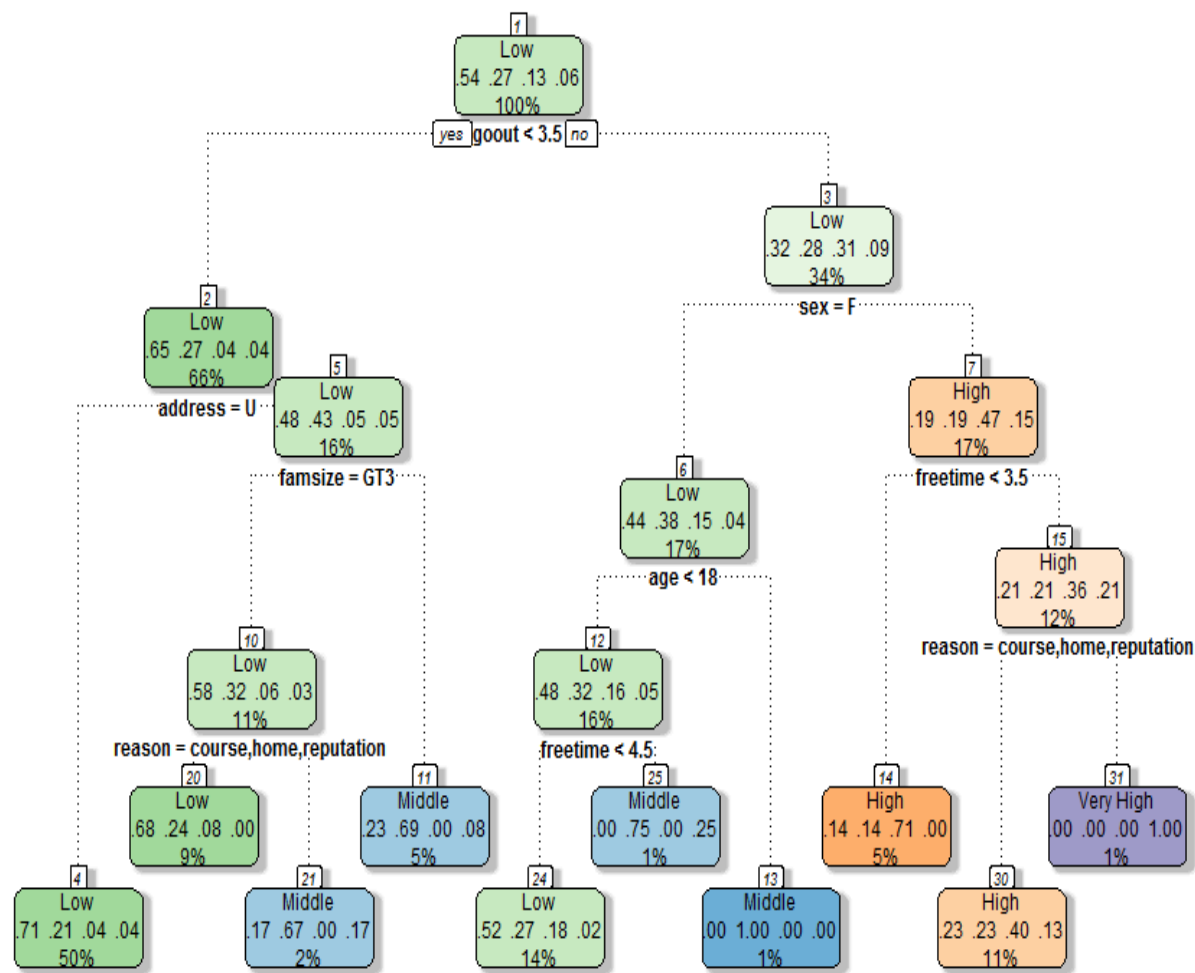 1
Low
.54 .27 .13 .06
100%
yes goout < 3.5 no
3
Low
.32 .28 .31 .09
34%
sex = F
2
Low
.65 .27 .04 .04
66%
address = U
5
Low
.48 .43 .05 .05
16%
famsize = GT3
7
High
.19 .19 .47 .15
17%
freetime < 3.5
6
Low
.44 .38 .15 .04
17%
age < 18
15
High
.21 .21 .36 .21
12%
reason = course,home,reputation
10
Low
.58 .32 .06 .03
11%
reason = course,home,reputation
12
Low
.48 .32 .16 .05
16%
freetime < 4.5
20
Low
.68 .24 .08 .00
9%
11
Middle
.23 .69 .00 .08
5%
25
Middle
.00 .75 .00 .25
1%
14
High
.14 .14 .71 .00
5%
31
Very High
.00 .00 .00 1.00
1%
4
Low
.71 .21 .04 .04
50%
21
Middle
.17 .67 .00 .17
2%
24
Low
.52 .27 .18 .02
14%
13
Middle
.00 1.00 .00 .00
1%
30
High
.23 .23 .40 .13
11%